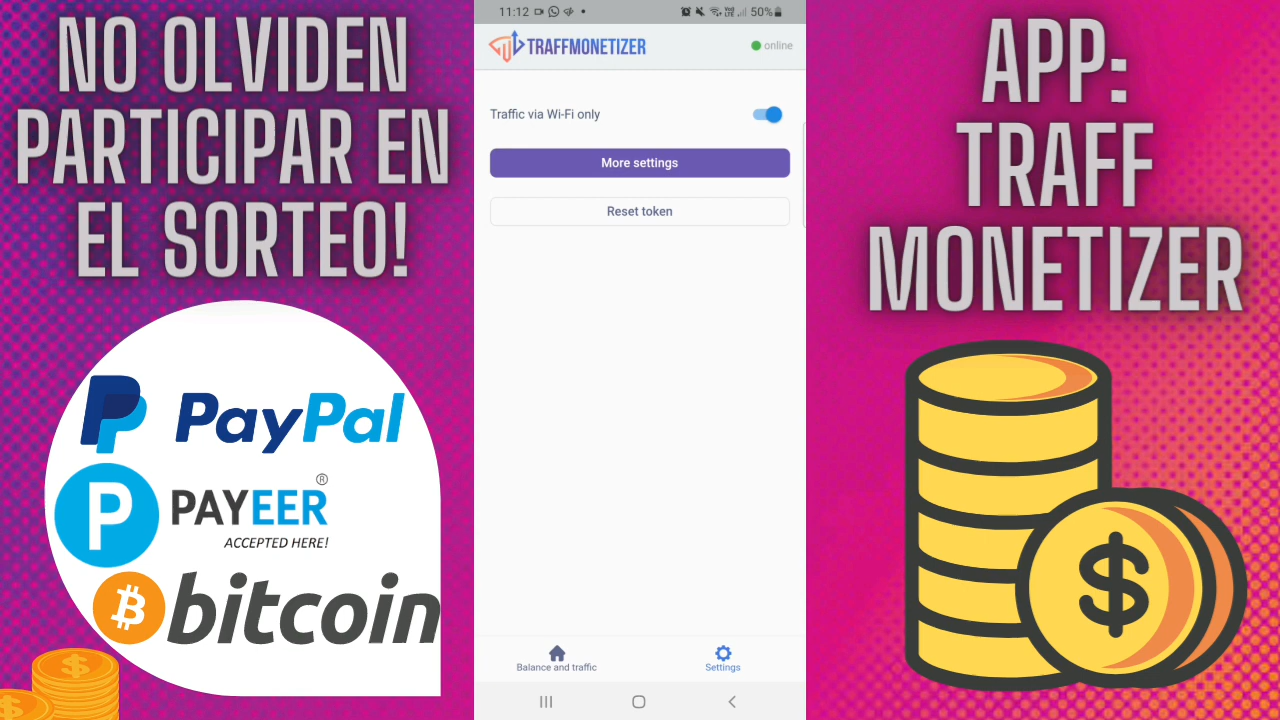 NO OLVIDEN
PARTICIPAR EN
EL SORTEO!
PayPal
P PAYEER®
ACCEPTED HERE!
bitcoin
11:12
50%
TRAFFMONETIZER
online
Traffic via Wi-Fi only
More settings
Reset token
Balance and traffic
Settings
APP:
TRAFF
MONETIZER
$